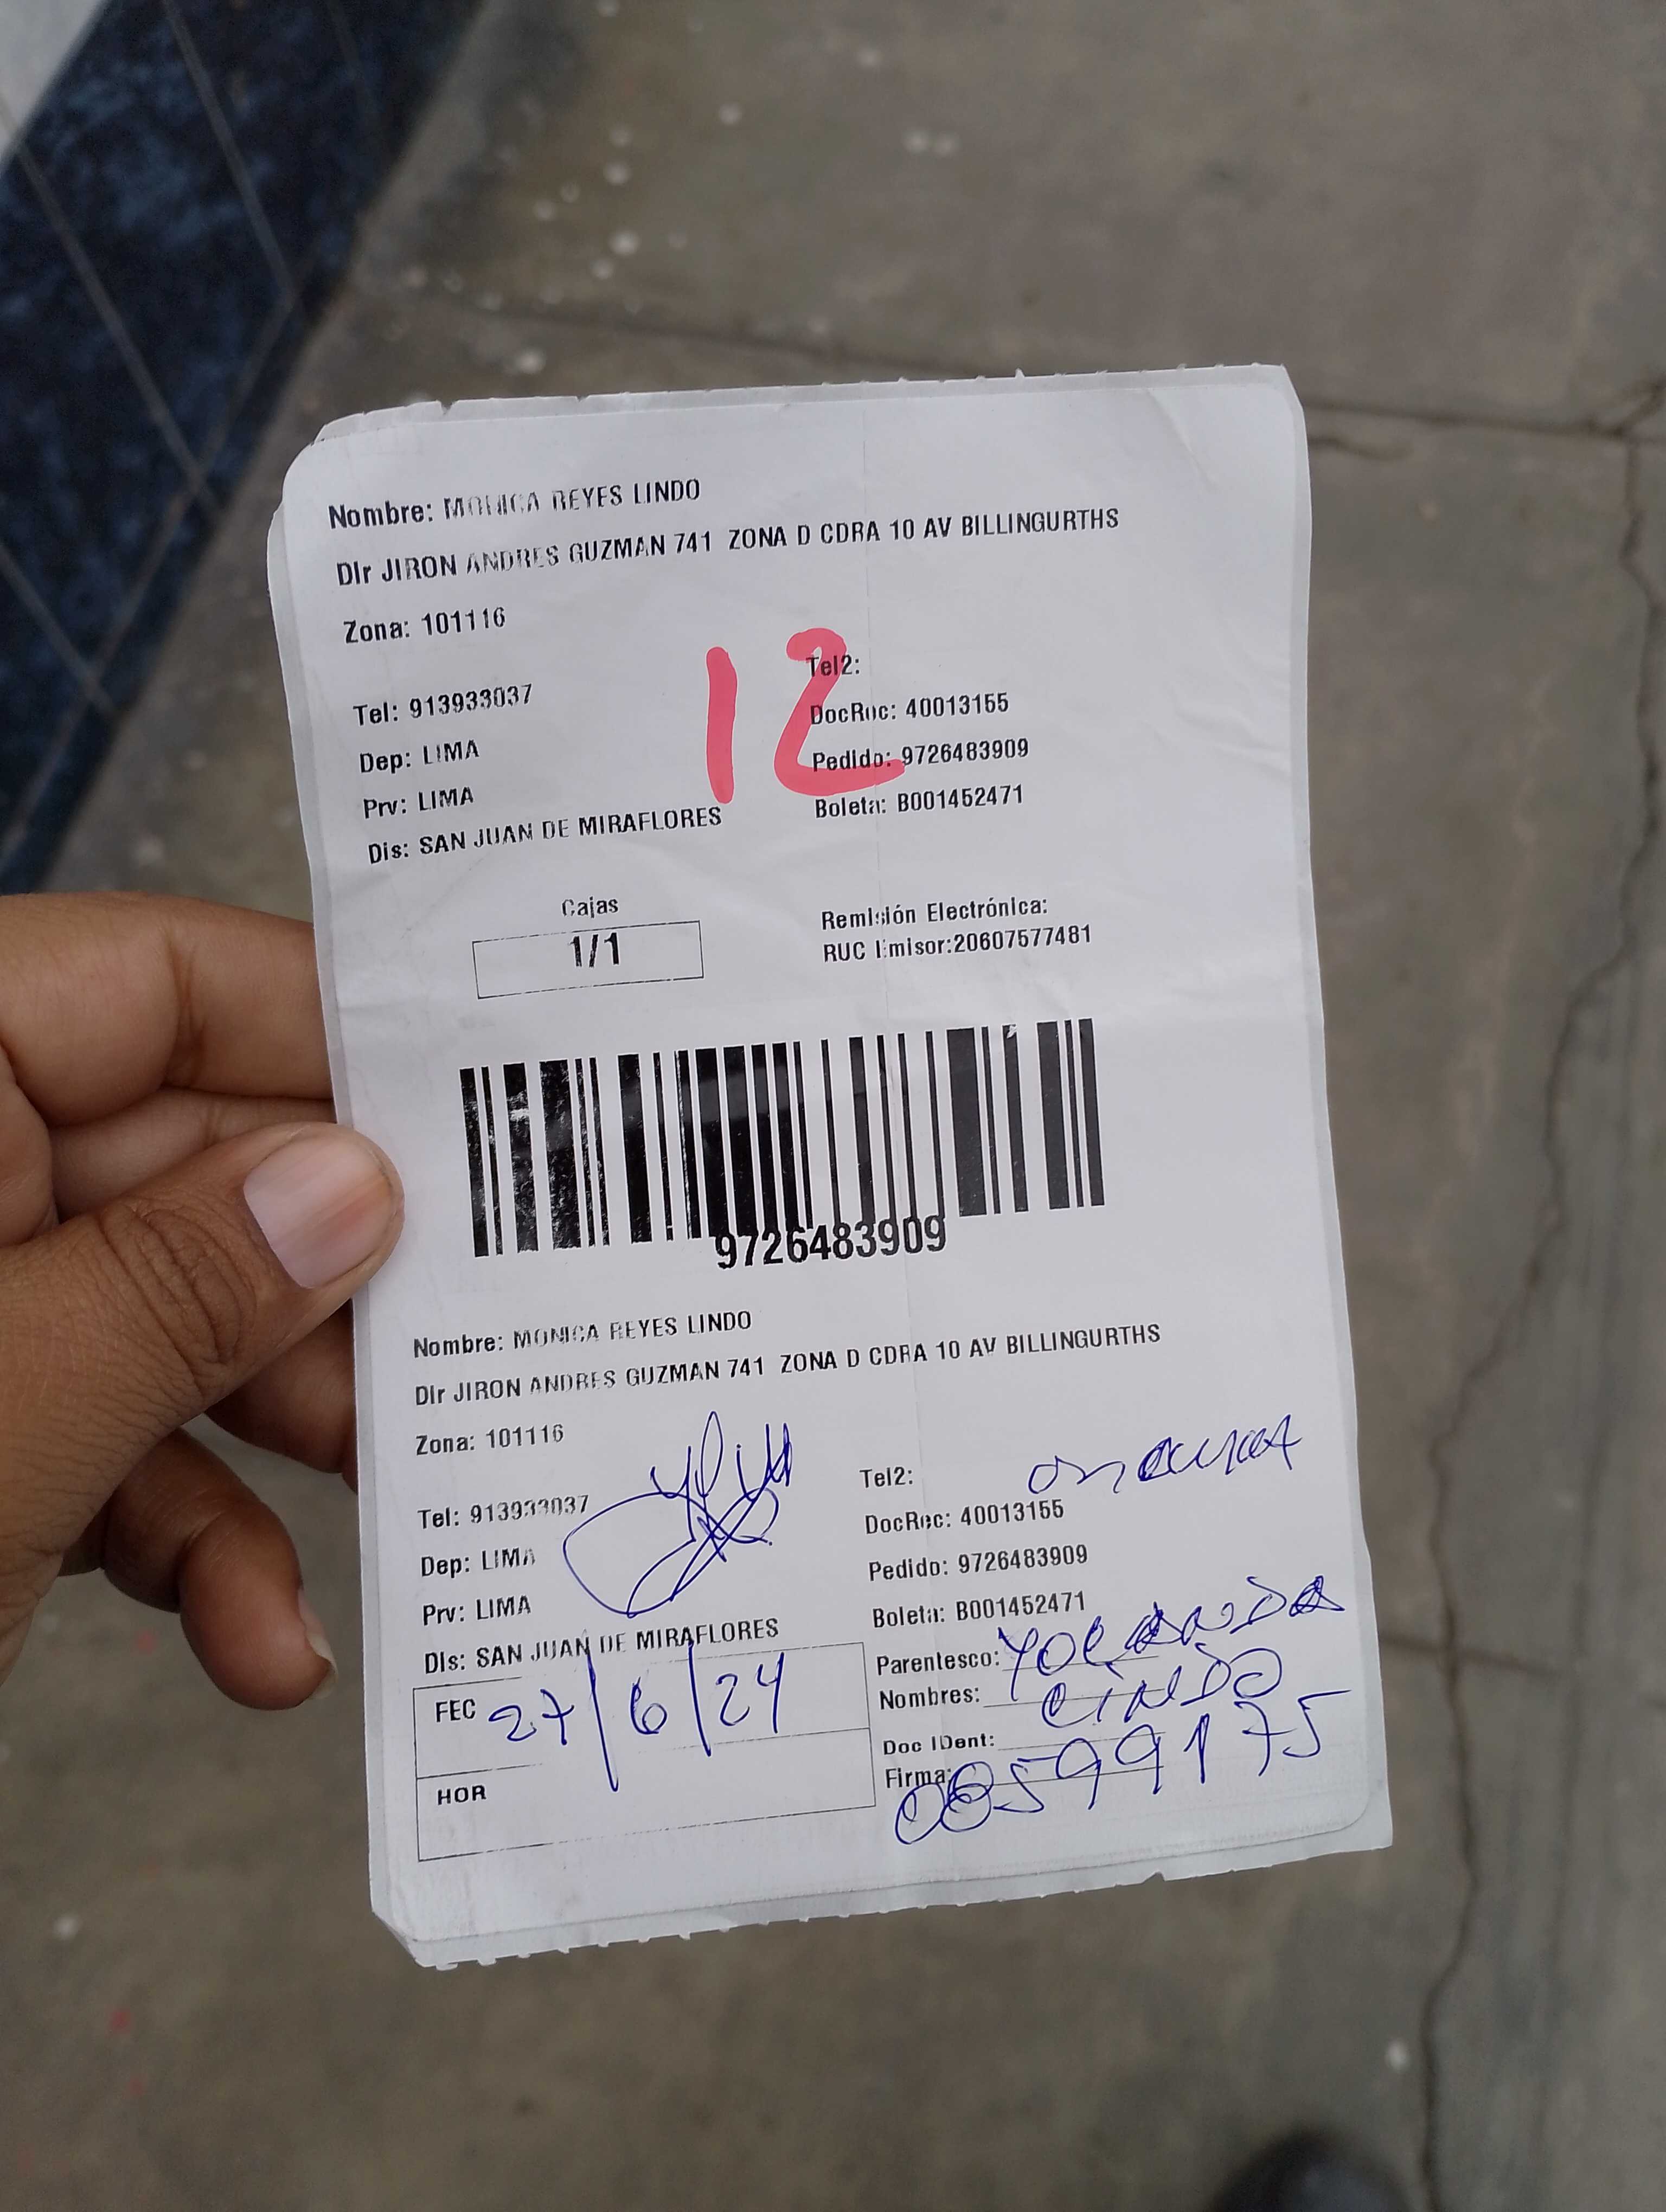 Nombre: MONICA REYES LINDO
DIr JIRON ANDRES GUZMAN 741 ZONA D CDRA 10 AV BILLINGURTHS
Zona: 101116
12
Tel2:
Tel: 913933037
DocRec: 40013155
Dep: LIMA
Pedido: 9726483909
Prv: LIMA
Boleta: B001452471
Dis: SAN JUAN DE MIRAFLORES
Cajas
1/1
Remisión Electrónica:
RUC Emisor:20607577481
9726483909
Nombre: MONICA REYES LINDO
DIr JIRON ANDRES GUZMAN 741 ZONA D CDRA 10 AV BILLINGURTHS
Zona: 101116
Tel2:
Tel: 913933037
DocRec: 40013155
Dep: LIMA
Pedido: 9726483909
Prv: LIMA
Boleta: B001452471
DIs: SAN JUAN DE MIRAFLORES
Parentesco: YOLANDA
Nombres: LINDO
FEC 27/6/24
Doc IDent:
Firma: 08599175
HOR